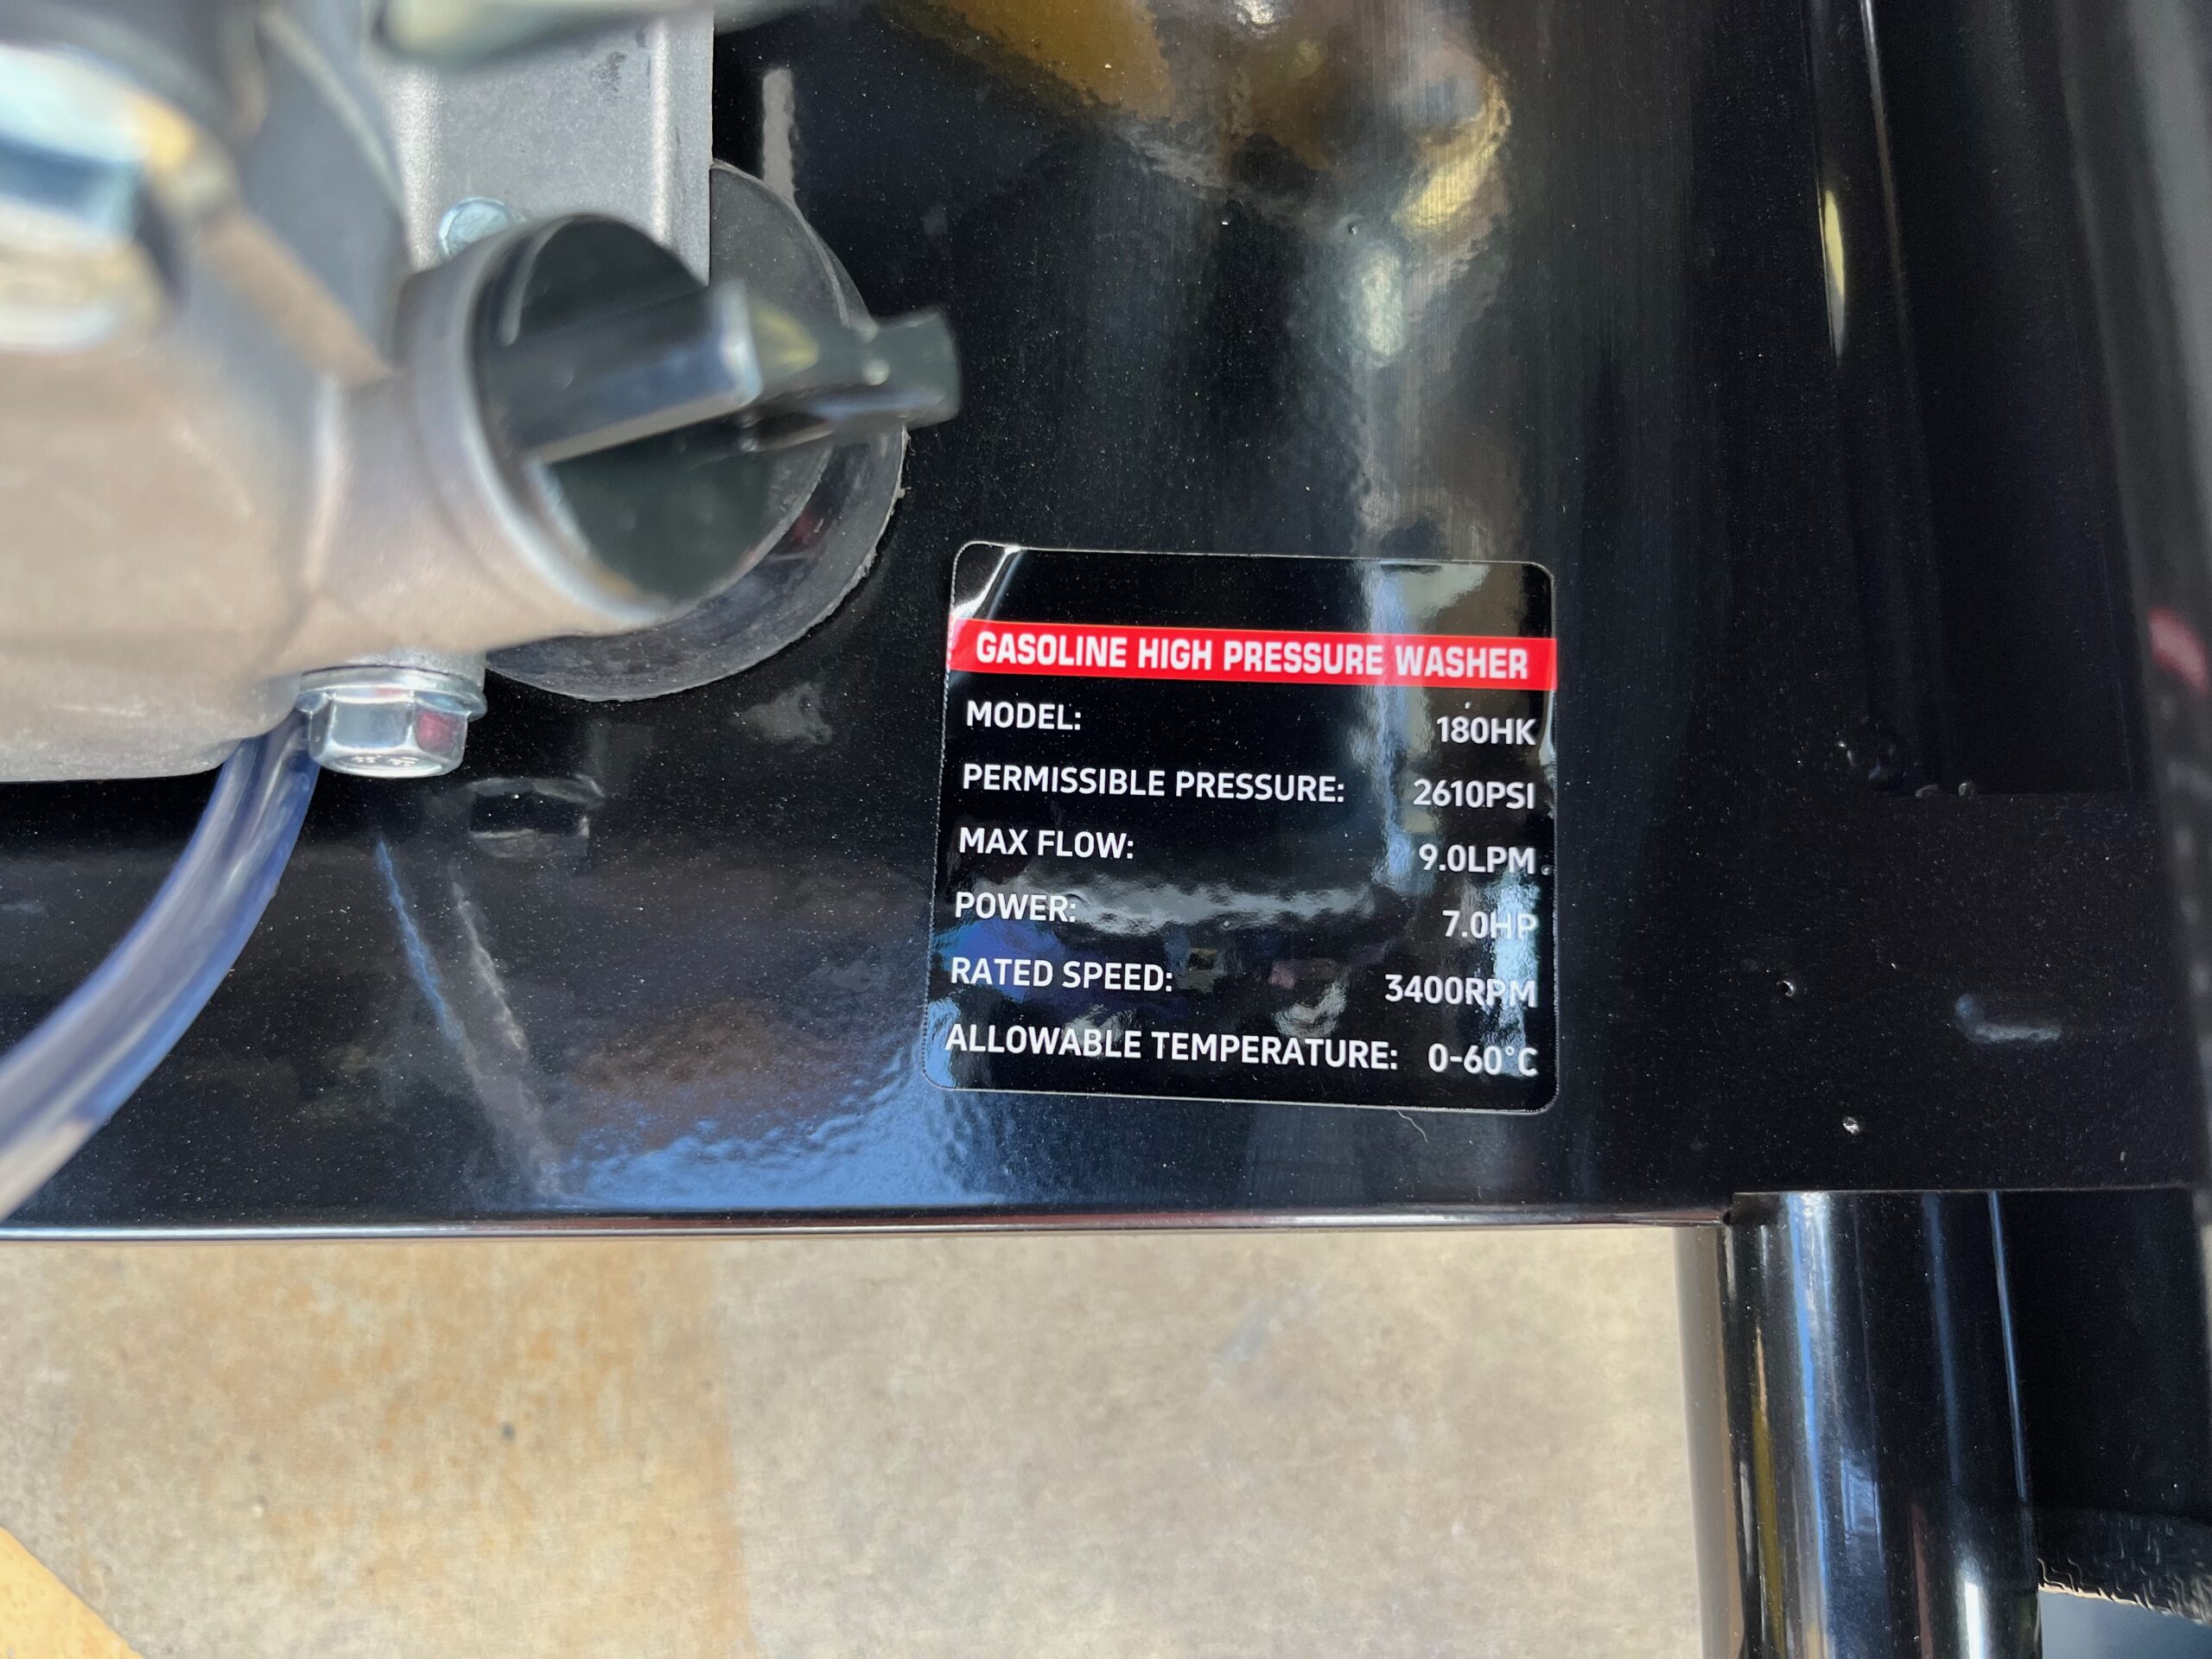 GASOLINE HIGH PRESSURE WASHER
MODEL: 180HK
PERMISSIBLE PRESSURE: 2610PSI
MAX FLOW: 9.0LPM
POWER: 7.0HP
RATED SPEED: 3400RPM
ALLOWABLE TEMPERATURE: 0-60°C